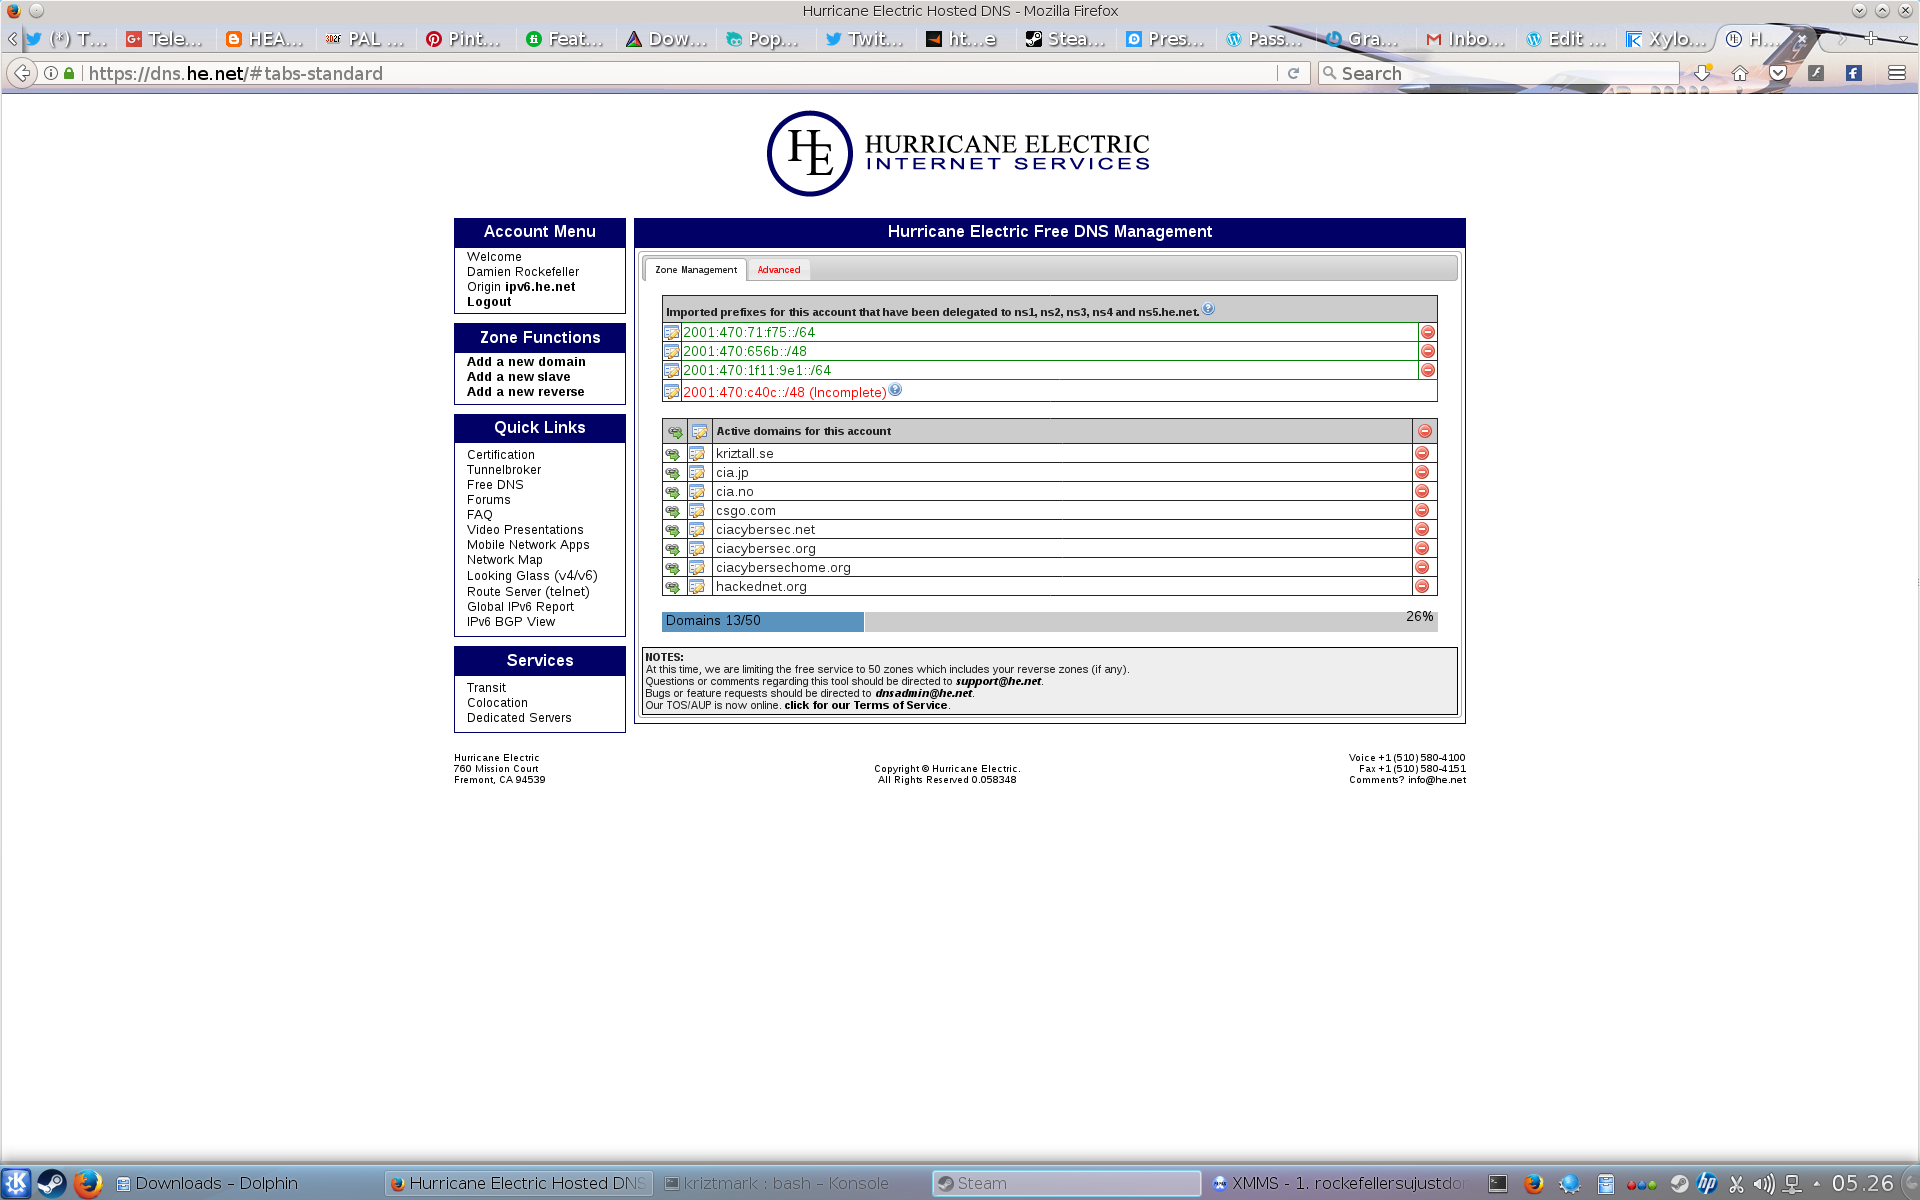 Hurricane Electric Hosted DNS - Mozilla Firefox
(*) T...
Tele...
HEA...
PAL ...
Pint...
Feat...
Dow...
Pop...
Twit...
ht...e
Stea...
Pres...
Pass...
Gra...
Inbo...
Edit ...
Xylo...
H...
https://dns.he.net/#tabs-standard
Search
HE
HURRICANE ELECTRIC
INTERNET SERVICES
Account Menu
Welcome
Damien Rockefeller
Origin ipv6.he.net
Logout
Zone Functions
Add a new domain
Add a new slave
Add a new reverse
Quick Links
Certification
Tunnelbroker
Free DNS
Forums
FAQ
Video Presentations
Mobile Network Apps
Network Map
Looking Glass (v4/v6)
Route Server (telnet)
Global IPv6 Report
IPv6 BGP View
Services
Transit
Colocation
Dedicated Servers
Hurricane Electric Free DNS Management
Zone Management
Advanced
Imported prefixes for this account that have been delegated to ns1, ns2, ns3, ns4 and ns5.he.net.
2001:470:71:f75::/64
2001:470:656b::/48
2001:470:1f11:9e1::/64
2001:470:c40c::/48 (Incomplete)
Active domains for this account
kriztall.se
cia.jp
cia.no
csgo.com
ciacybersec.net
ciacybersec.org
ciacybersechome.org
hackednet.org
Domains 13/50
26%
NOTES:
At this time, we are limiting the free service to 50 zones which includes your reverse zones (if any).
Questions or comments regarding this tool should be directed to support@he.net.
Bugs or feature requests should be directed to dnsadmin@he.net.
Our TOS/AUP is now online. click for our Terms of Service.
Hurricane Electric
760 Mission Court
Fremont, CA 94539
Copyright © Hurricane Electric.
All Rights Reserved 0.058348
Voice +1 (510) 580-4100
Fax +1 (510) 580-4151
Comments? info@he.net
Downloads – Dolphin
Hurricane Electric Hosted DNS
kriztmark : bash – Konsole
Steam
XMMS - 1. rockefellersujustdor
05.26